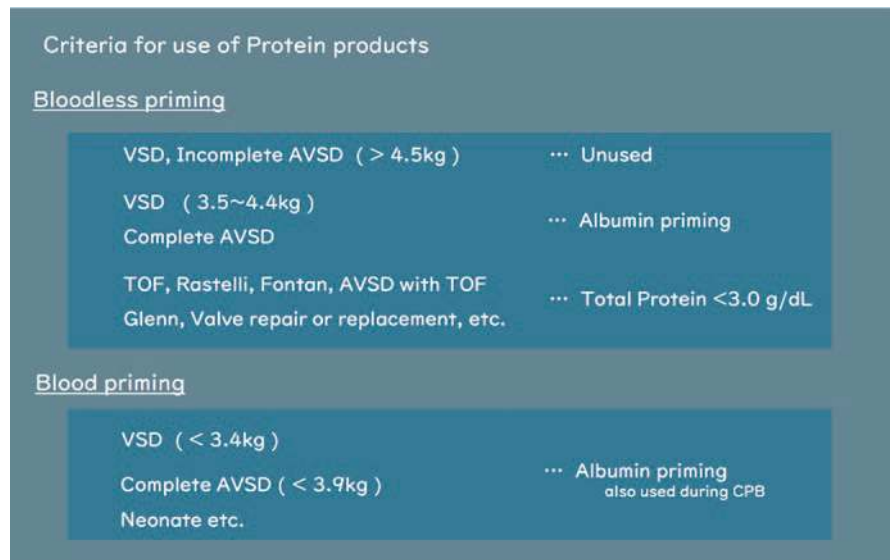 Criteria for use of Protein products
Bloodless priming
VSD, Incomplete AVSD ( > 4.5kg ) ··· Unused
VSD ( 3.5~4.4kg )
Complete AVSD
··· Albumin priming
TOF, Rastelli, Fontan, AVSD with TOF
Glenn, Valve repair or replacement, etc.
··· Total Protein <3.0 g/dL
Blood priming
VSD ( < 3.4kg )
Complete AVSD ( < 3.9kg )
Neonate etc.
··· Albumin priming
also used during CPB